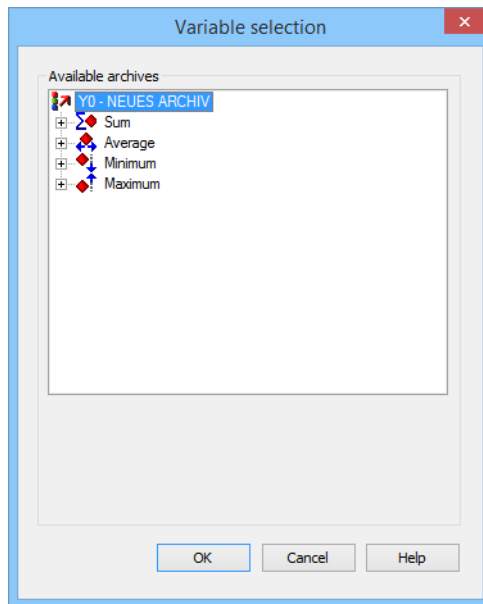 Variable selection
Available archives
Y0 - NEUES ARCHIV
Sum
Average
Minimum
Maximum
OK Cancel Help